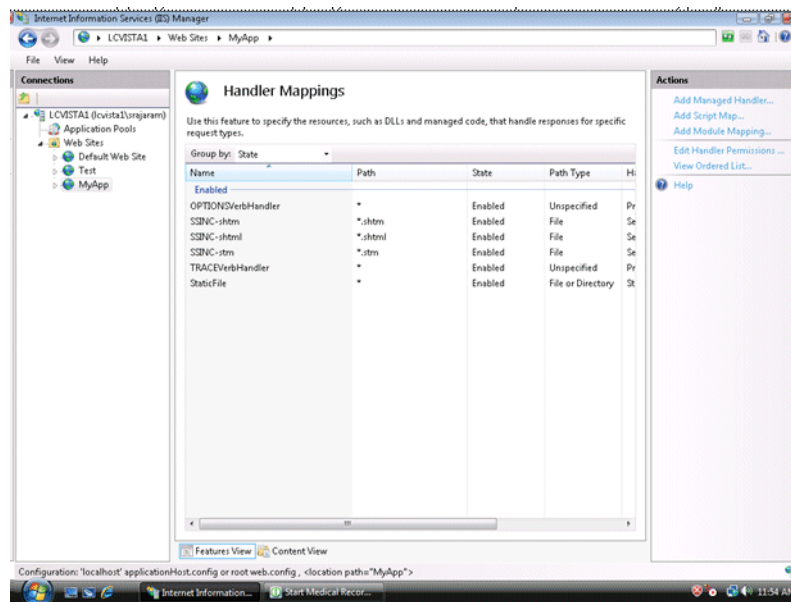 Internet Information Services (IIS) Manager
LCVISTA1 Web Sites MyApp
File View Help
Connections
LCVISTA1 (lcvista1\srajaram)
Application Pools
Web Sites
Default Web Site
Test
MyApp
Handler Mappings
Use this feature to specify the resources, such as DLLs and managed code, that handle responses for specific
request types.
Group by: State
Name Path State Path Type
Enabled
OPTIONSVerbHandler * Enabled Unspecified Pr
SSINC-shtm *.shtm Enabled File Se
SSINC-shtml *.shtml Enabled File Se
SSINC-stm *.stm Enabled File Se
TRACEVerbHandler * Enabled Unspecified Pr
StaticFile * Enabled File or Directory St
Features View Content View
Actions
Add Managed Handler...
Add Script Map...
Add Module Mapping...
Edit Handler Permissions ...
View Ordered List...
Help
Configuration: 'localhost' applicationHost.config or root web.config , <location path="MyApp">
Internet Information... Start Medical Recor... 11:54 AM